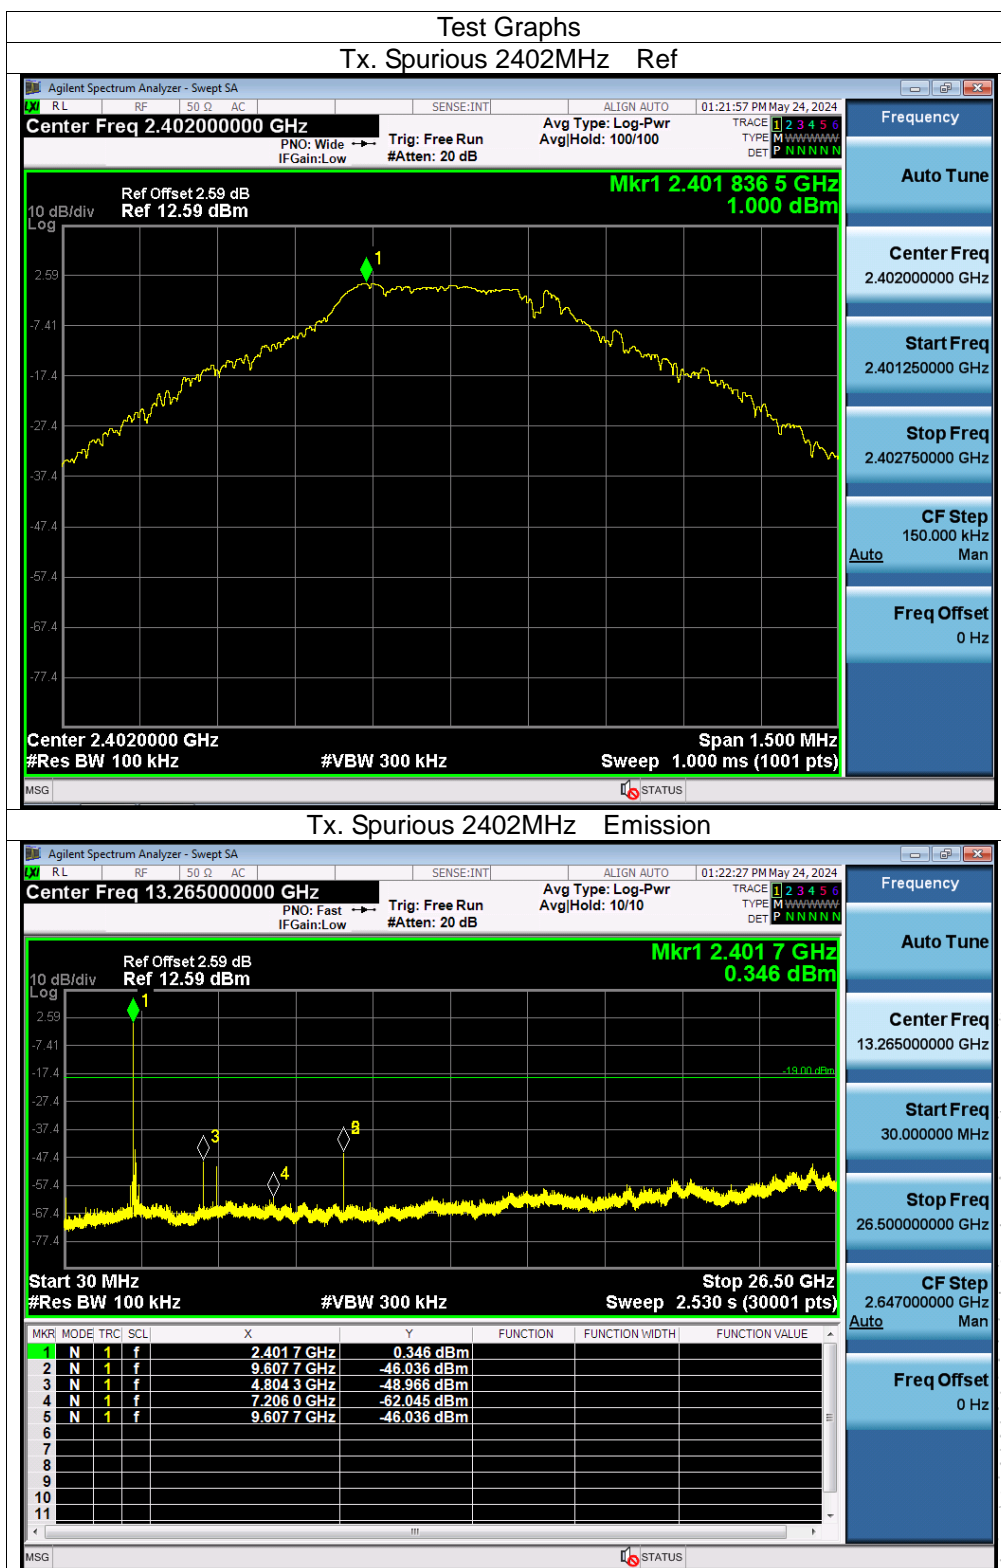 Test Graphs
Tx. Spurious 2402MHz Ref
Agilent Spectrum Analyzer - Swept SA
LXI RL RF 50 Ω AC SENSE:INT ALIGN AUTO 01:21:57 PM May 24, 2024
Center Freq 2.402000000 GHz
PNO: Wide
IFGain:Low
Trig: Free Run
#Atten: 20 dB
Avg Type: Log-Pwr
Avg|Hold: 100/100
TRACE 1 2 3 4 5 6
TYPE M WWWWW
DET P N N N N N
Frequency
Auto Tune
Center Freq
2.402000000 GHz
Start Freq
2.401250000 GHz
Stop Freq
2.402750000 GHz
CF Step
150.000 kHz
Auto Man
Freq Offset
0 Hz
Mkr1 2.401 836 5 GHz
1.000 dBm
Ref Offset 2.59 dB
10 dB/div Ref 12.59 dBm
Log
1
2.59
-7.41
-17.4
-27.4
-37.4
-47.4
-57.4
-67.4
-77.4
Center 2.4020000 GHz Span 1.500 MHz
#Res BW 100 kHz #VBW 300 kHz Sweep 1.000 ms (1001 pts)
MSG STATUS
Tx. Spurious 2402MHz Emission
Agilent Spectrum Analyzer - Swept SA
LXI RL RF 50 Ω AC SENSE:INT ALIGN AUTO 01:22:27 PM May 24, 2024
Center Freq 13.265000000 GHz
PNO: Fast
IFGain:Low
Trig: Free Run
#Atten: 20 dB
Avg Type: Log-Pwr
Avg|Hold: 10/10
TRACE 1 2 3 4 5 6
TYPE M WWWWW
DET P N N N N N
Frequency
Auto Tune
Center Freq
13.265000000 GHz
Start Freq
30.000000 MHz
Stop Freq
26.500000000 GHz
CF Step
2.647000000 GHz
Auto Man
Freq Offset
0 Hz
Mkr1 2.401 7 GHz
0.346 dBm
Ref Offset 2.59 dB
10 dB/div Ref 12.59 dBm
Log
1
2.59
-7.41
-17.4
-19.00 dBm
-27.4
-37.4
3
-47.4
4
-57.4
-67.4
-77.4
Start 30 MHz Stop 26.50 GHz
#Res BW 100 kHz #VBW 300 kHz Sweep 2.530 s (30001 pts)
MKR MODE TRC SCL X Y FUNCTION FUNCTION WIDTH FUNCTION VALUE
1 N 1 f 2.401 7 GHz 0.346 dBm
2 N 1 f 9.607 7 GHz -46.036 dBm
3 N 1 f 4.804 3 GHz -48.966 dBm
4 N 1 f 7.206 0 GHz -62.045 dBm
5 N 1 f 9.607 7 GHz -46.036 dBm
6
7
8
9
10
11
MSG STATUS